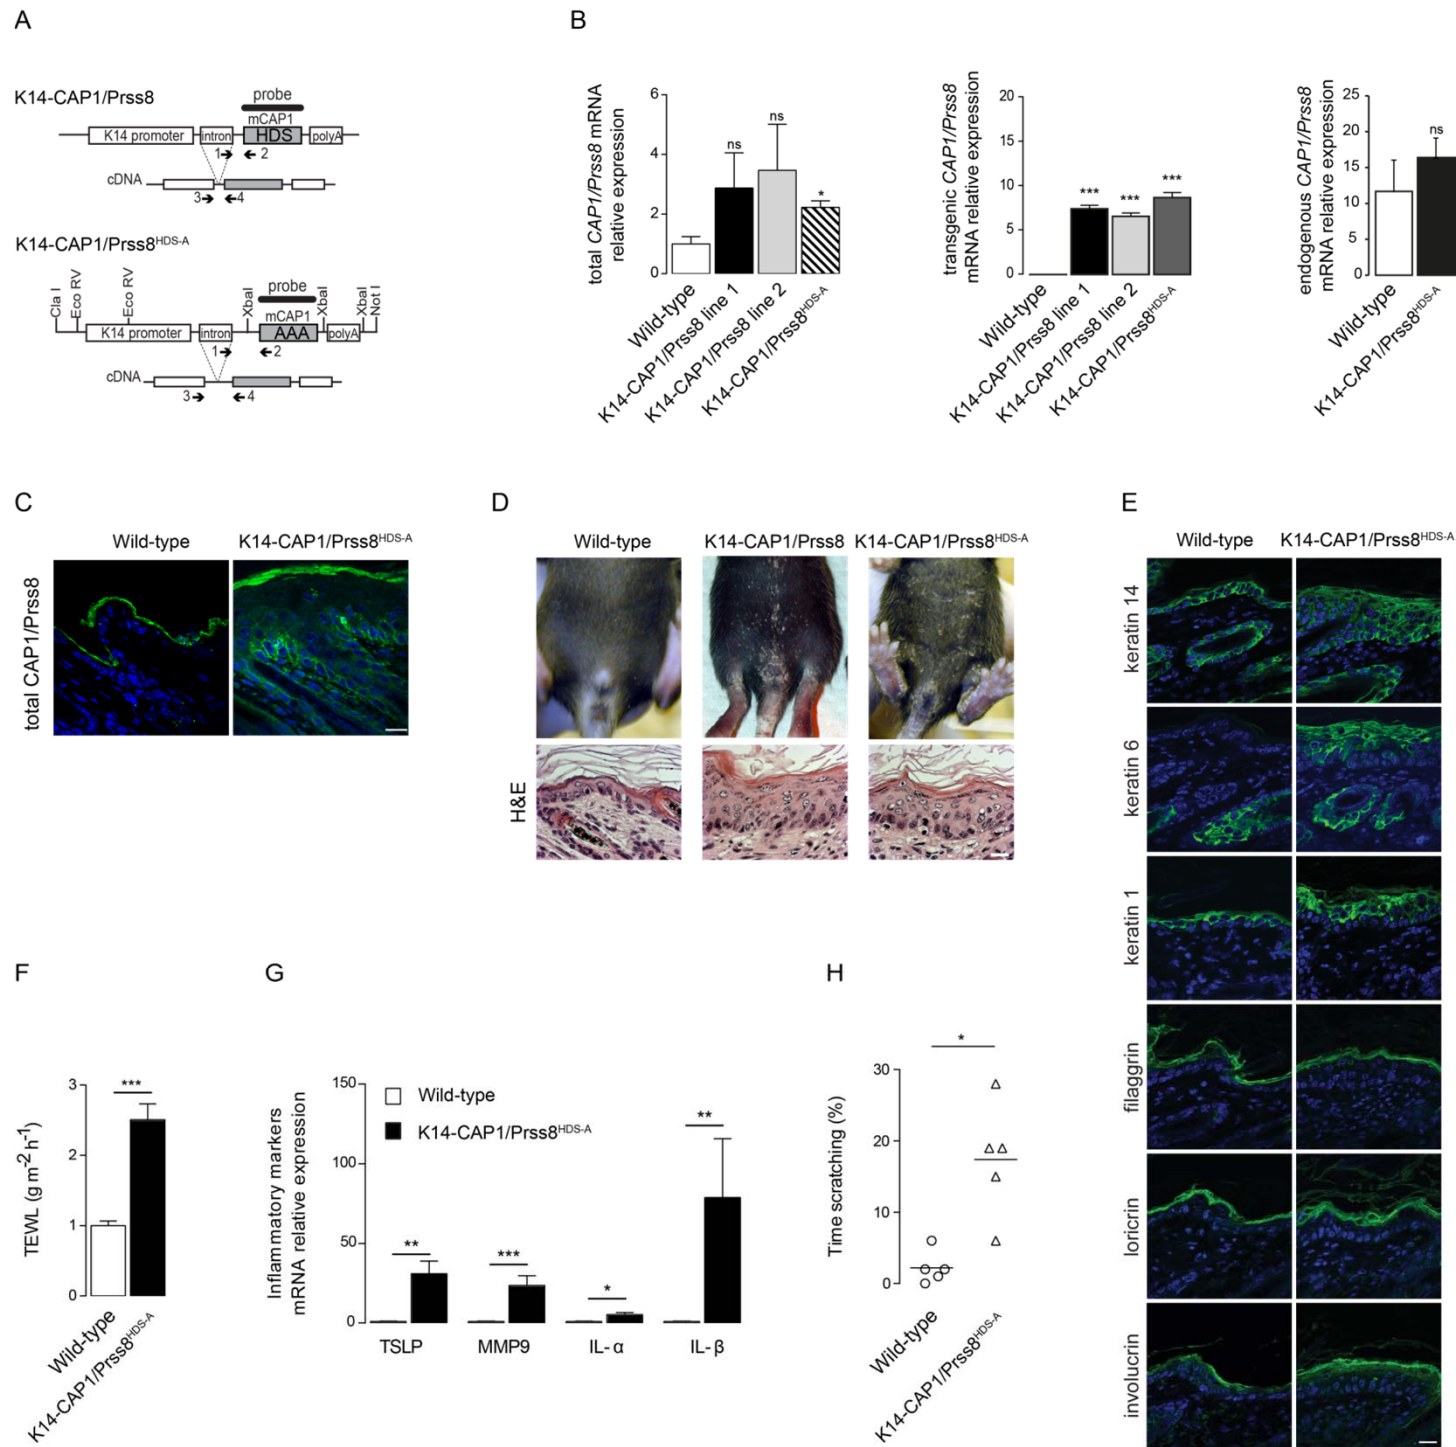 A
K14-CAP1/Prss8
probe
mCAP1
K14 promoter
intron
HDS
polyA
1
2
cDNA
3
4
K14-CAP1/Prss8HDS-A
Cla I
Eco RV
Eco RV
XbaI
XbaI
XbaI
Not I
probe
mCAP1
K14 promoter
intron
AAA
polyA
1
2
cDNA
3
4
B
total CAP1/Prss8 mRNA
relative expression
6
4
2
0
ns
ns
*
Wild-type
K14-CAP1/Prss8 line 1
K14-CAP1/Prss8 line 2
K14-CAP1/Prss8HDS-A
transgenic CAP1/Prss8
mRNA relative expression
20
15
10
5
0
***
***
***
Wild-type
K14-CAP1/Prss8 line 1
K14-CAP1/Prss8 line 2
K14-CAP1/Prss8HDS-A
endogenous CAP1/Prss8
mRNA relative expression
25
20
15
10
5
0
ns
Wild-type
K14-CAP1/Prss8HDS-A
C
Wild-type
K14-CAP1/Prss8HDS-A
total CAP1/Prss8
D
Wild-type
K14-CAP1/Prss8
K14-CAP1/Prss8HDS-A
H&E
E
Wild-type
K14-CAP1/Prss8HDS-A
keratin 14
keratin 6
keratin 1
filaggrin
loricrin
involucrin
F
TEWL (g m-2 h-1)
3
2
1
0
***
Wild-type
K14-CAP1/Prss8HDS-A
G
Inflammatory markers
mRNA relative expression
150
100
50
0
Wild-type
K14-CAP1/Prss8HDS-A
**
***
*
**
TSLP
MMP9
IL-α
IL-β
H
Time scratching (%)
30
20
10
0
*
Wild-type
K14-CAP1/Prss8HDS-A